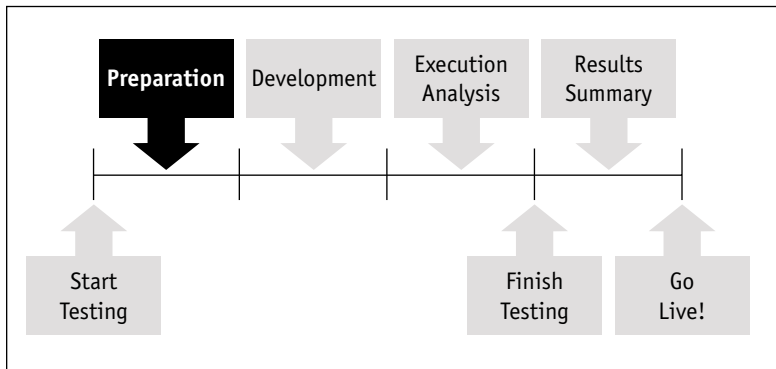 Preparation
Development
Execution
Analysis
Results
Summary
Start
Testing
Finish
Testing
Go
Live!